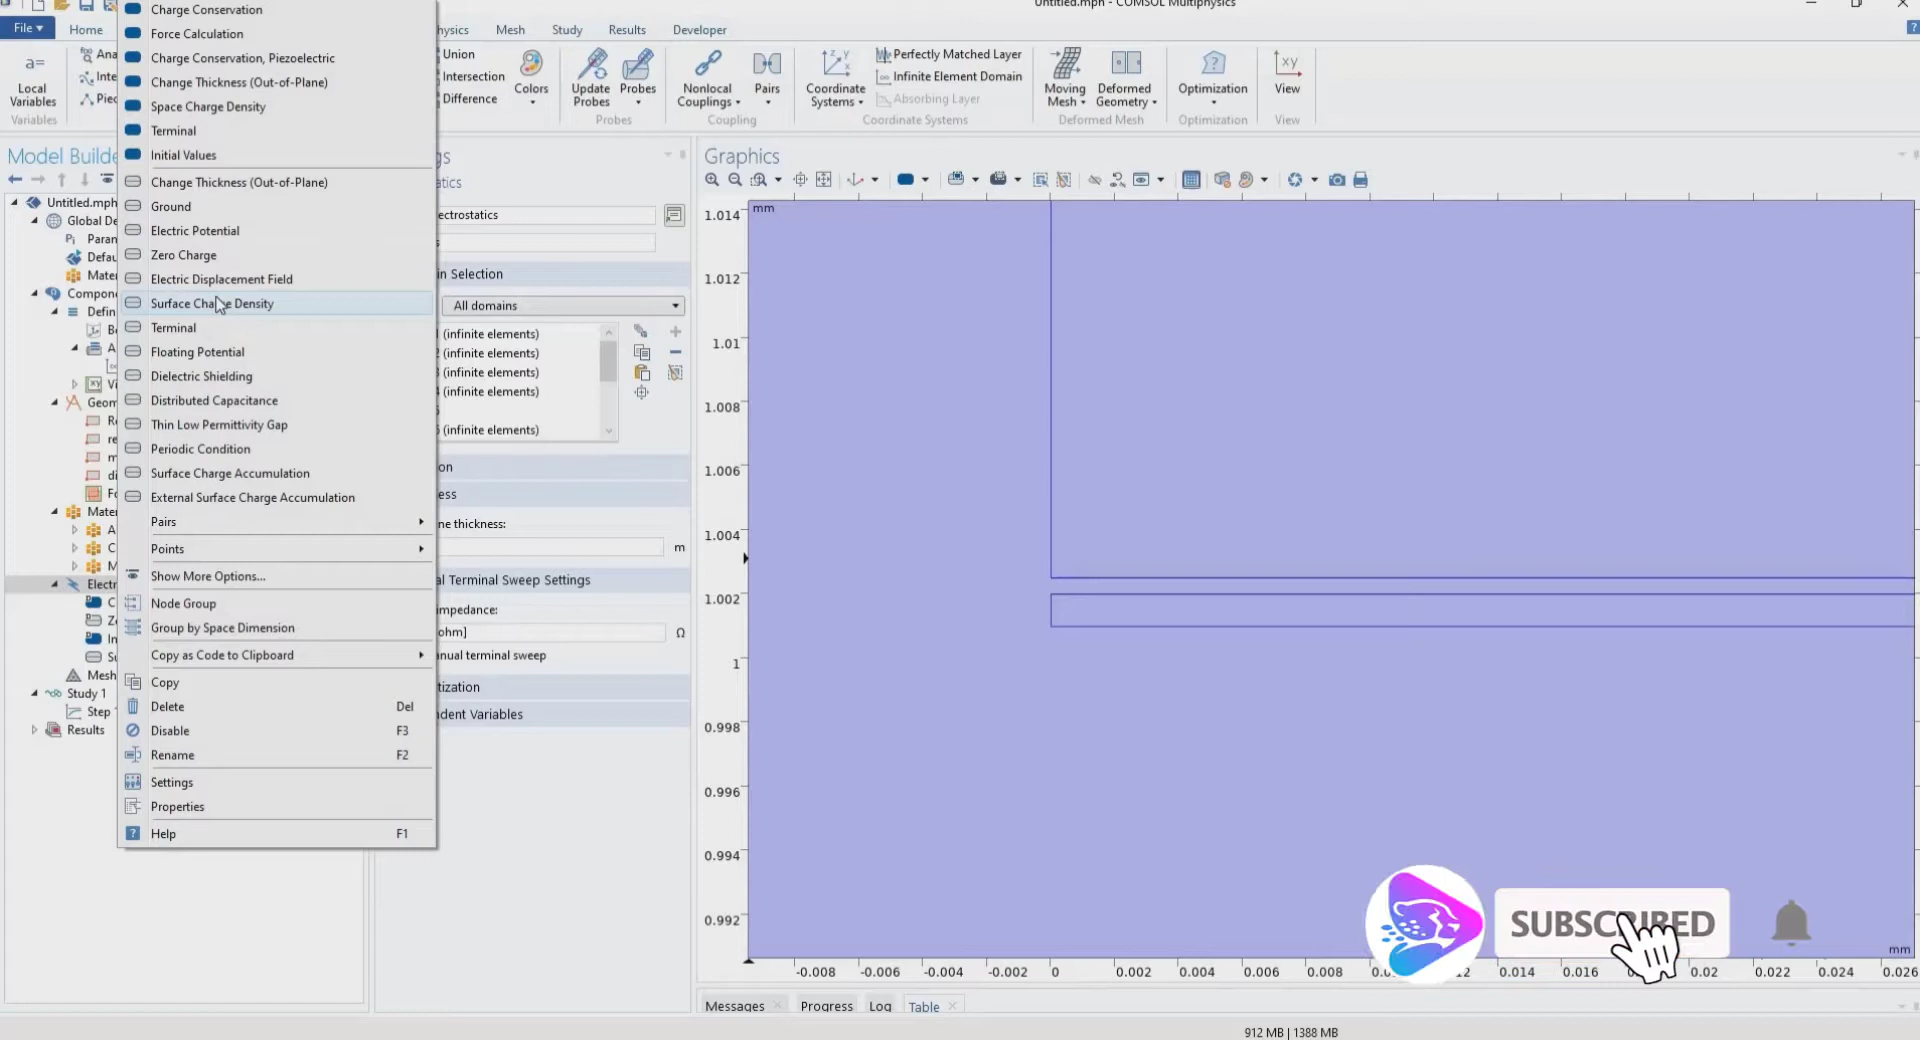 Untitled.mph - COMSOL Multiphysics
File
Home
Mesh
Study
Results
Developer
a=
Local
Variables
Variables
Union
Intersection
Difference
Colors
Update
Probes
Probes
Probes
Nonlocal
Couplings
Pairs
Coupling
Coordinate
Systems
Perfectly Matched Layer
Infinite Element Domain
Absorbing Layer
Coordinate Systems
Moving
Mesh
Deformed
Geometry
Deformed Mesh
Optimization
Optimization
xy
View
View
Charge Conservation
Force Calculation
Charge Conservation, Piezoelectric
Change Thickness (Out-of-Plane)
Space Charge Density
Terminal
Initial Values
Change Thickness (Out-of-Plane)
Ground
Electric Potential
Zero Charge
Electric Displacement Field
Surface Charge Density
Terminal
Floating Potential
Dielectric Shielding
Distributed Capacitance
Thin Low Permittivity Gap
Periodic Condition
Surface Charge Accumulation
External Surface Charge Accumulation
Pairs
Points
Show More Options...
Node Group
Group by Space Dimension
Copy as Code to Clipboard
Copy
Delete Del
Disable F3
Rename F2
Settings
Properties
Help F1
Untitled.mph
Study 1
Step
Results
All domains
(infinite elements)
(infinite elements)
(infinite elements)
(infinite elements)
(infinite elements)
m
Terminal Sweep Settings
impedance:
ohm]
Ω
terminal sweep
Variables
Graphics
mm
1.014
1.012
1.01
1.008
1.006
1.004
1.002
1
0.998
0.996
0.994
0.992
-0.008
-0.006
-0.004
-0.002
0
0.002
0.004
0.006
0.008
0.014
0.016
0.02
0.022
0.024
0.026
mm
SUBSCRIBED
Messages
Progress
Log
Table
912 MB | 1388 MB